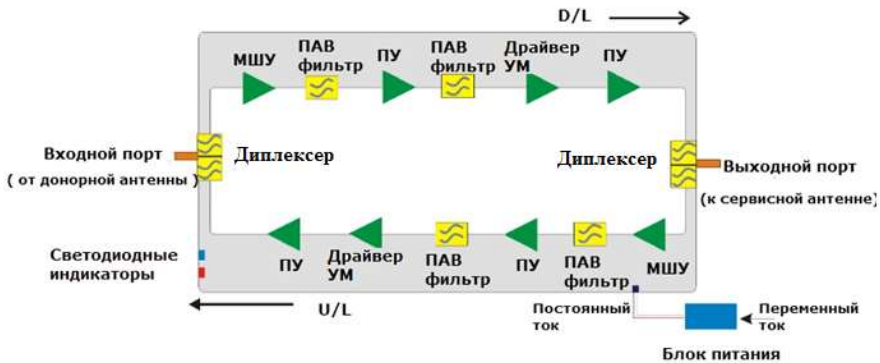 D/L
МШУ
ПАВ
фильтр
ПУ
ПАВ
фильтр
Драйвер
УМ
ПУ
Входной порт
( от донорной антенны )
Диплексер
Диплексер
Выходной порт
(к сервисной антенне)
Светодиодные
индикаторы
ПУ
Драйвер
УМ
ПАВ
фильтр
ПУ
ПАВ
фильтр
МШУ
U/L
Постоянный
ток
Переменный
ток
Блок питания